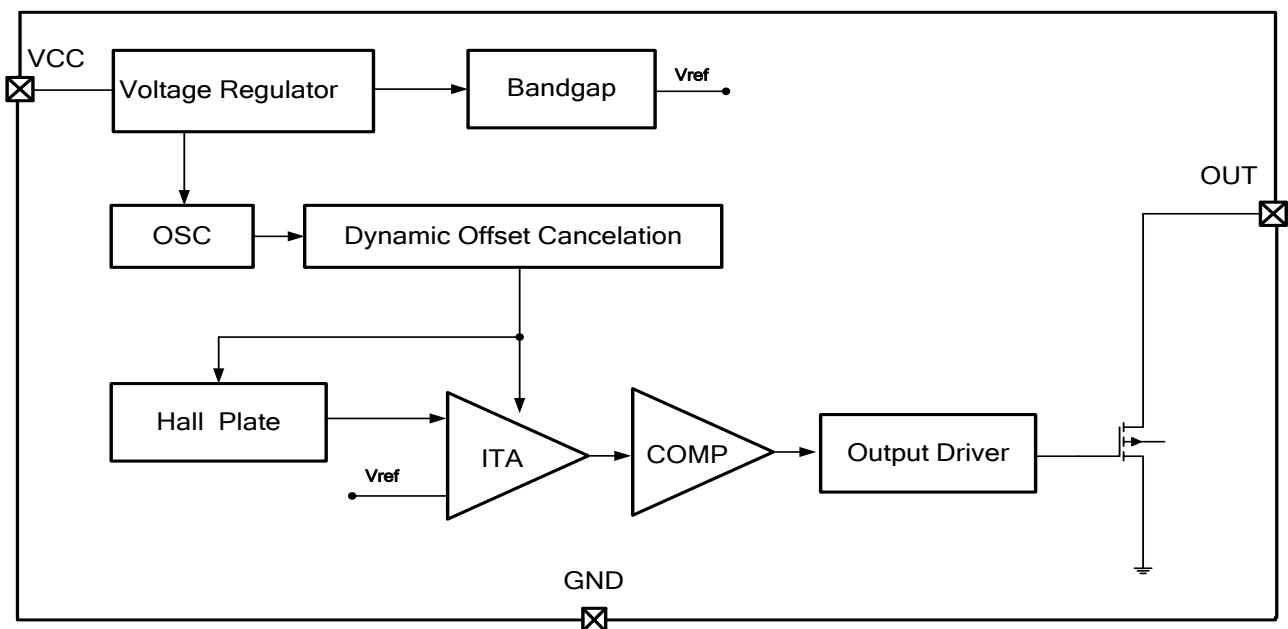 VCC
Voltage Regulator
Bandgap
Vref
OUT
OSC
Dynamic Offset Cancelation
Hall Plate
ITA
COMP
Output Driver
Vref
GND